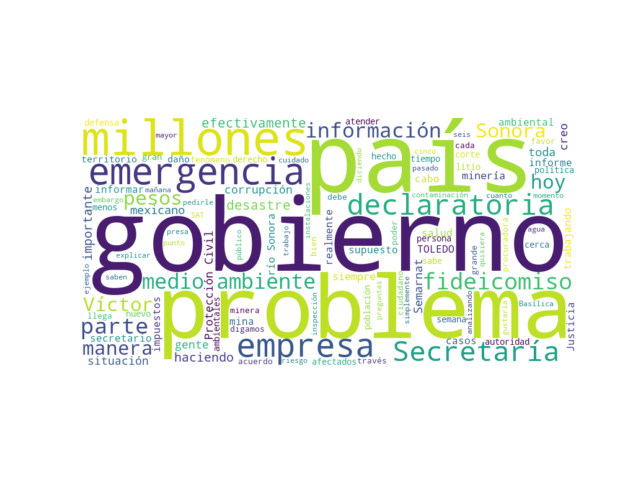 defensa
mayor
efectivamente
atender
ambiental
millones
información
seis
Sonora
favor
creo
país
cinco
cada
territorio
gran
daño
fenómeno
derecho
cuidado
hecho
tiempo
corte
toda
informe
emergencia
diciendo
pasado
cabo
litio
minería
hoy
política
informar
mañana
corrupción
instalaciones
debe
contaminación
cuanto
momento
embargo
pedirle
pesos
declaratoria
importante
menos
mexicano
SAT
desastre
gobierno
presa
punto
público
trabajo
bien
realmente
salud
poder
agua
trabajando
explicar
Protección Civil
río Sonora
supuesto
persona
TOLEDO
grande
quisiera
procuradora
cerca
ejemplo
saben
sabe
medio ambiente
siempre
ciudadano
Semarnat
fideicomiso
problema
Víctor
impuestos
población
preguntas
simplemente
semana
analizando
gustaría
Basílica
Justicia
llega
nuevo
ambientales
minera
mina
digamos
inspección
parte
secretario
gente
empresa
casos
autoridad
manera
situación
haciendo
acuerdo
riesgo
afectados
través
Secretaría